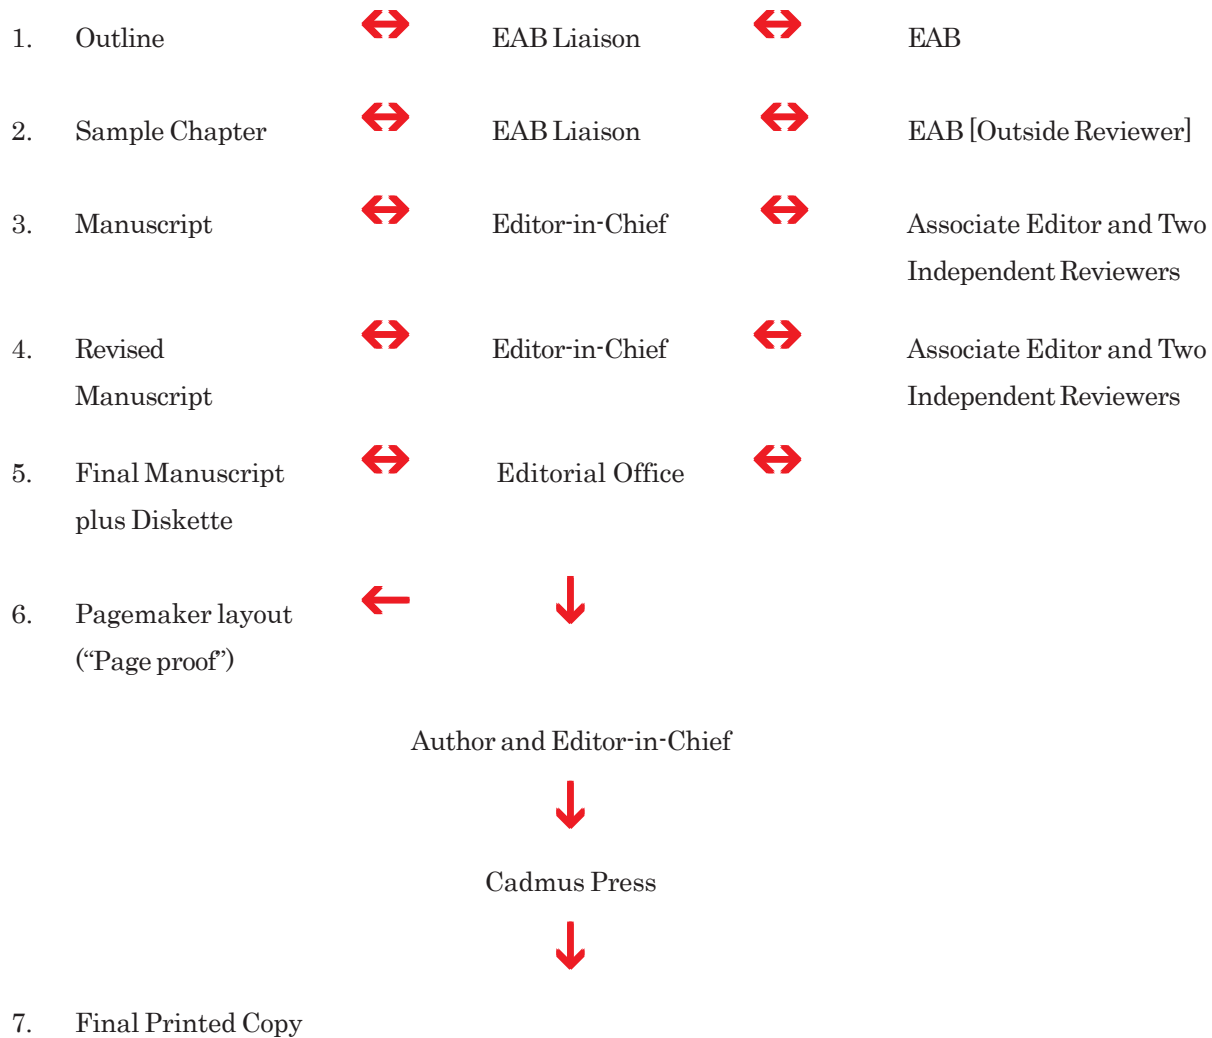 1. Outline ↔ EAB Liaison ↔ EAB
2. Sample Chapter ↔ EAB Liaison ↔ EAB [Outside Reviewer]
3. Manuscript ↔ Editor-in-Chief ↔ Associate Editor and Two
Independent Reviewers
4. Revised ↔ Editor-in-Chief ↔ Associate Editor and Two
Manuscript Independent Reviewers
5. Final Manuscript ↔ Editorial Office ↔
plus Diskette
6. Pagemaker layout ← ↓
(“Page proof”)
Author and Editor-in-Chief
↓
Cadmus Press
↓
7. Final Printed Copy